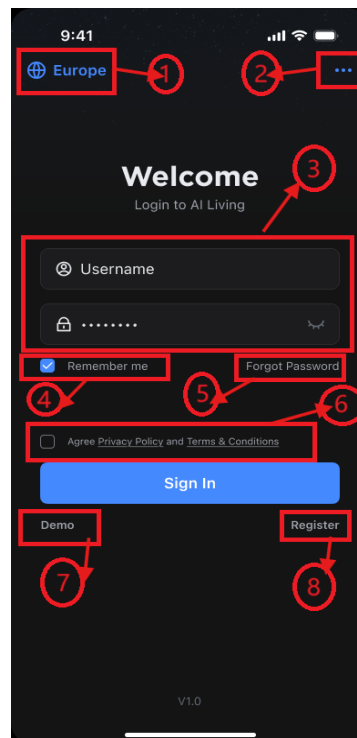 9:41
Europe
1
2
...
Welcome
3
Login to AI Living
Username
........
Remember me
Forgot Password
4
5
6
Agree Privacy Policy and Terms & Conditions
Sign In
Demo
Register
7
8
V1.0